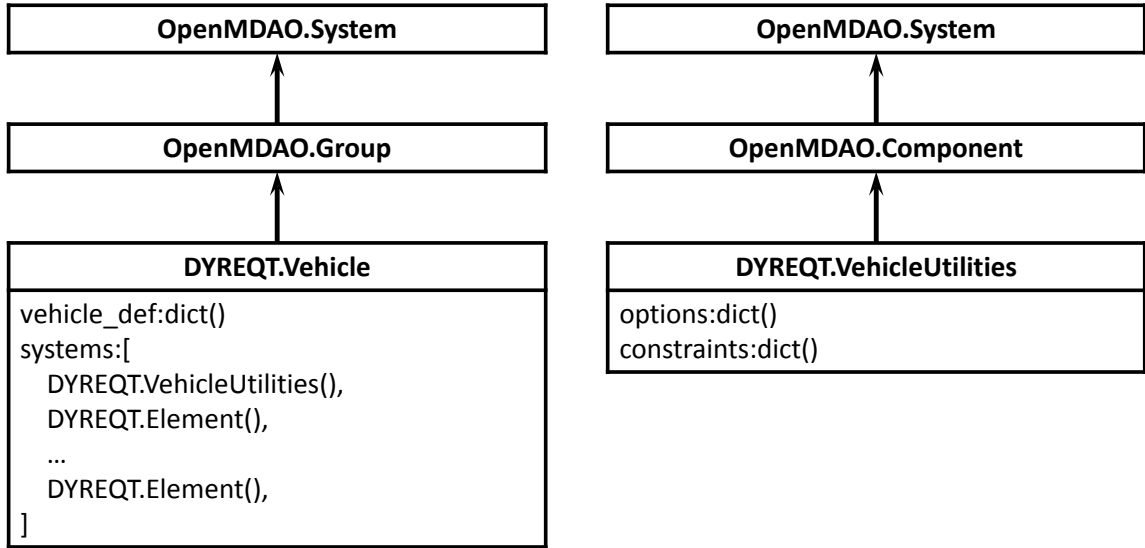 OpenMDAO.System
OpenMDAO.Group
DYREQT.Vehicle
vehicle_def:dict()
systems:[
DYREQT.VehicleUtilities(),
DYREQT.Element(),
...
DYREQT.Element(),
]
OpenMDAO.System
OpenMDAO.Component
DYREQT.VehicleUtilities
options:dict()
constraints:dict()